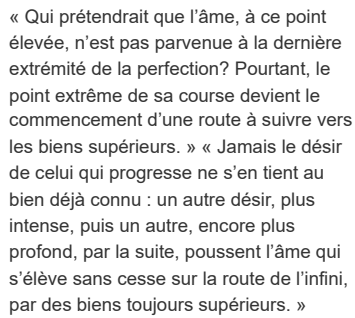 « Qui prétendrait que l’âme, à ce point
élevée, n’est pas parvenue à la dernière
extrémité de la perfection? Pourtant, le
point extrême de sa course devient le
commencement d’une route à suivre vers
les biens supérieurs. » « Jamais le désir
de celui qui progresse ne s’en tient au
bien déjà connu : un autre désir, plus
intense, puis un autre, encore plus
profond, par la suite, poussent l’âme qui
s’élève sans cesse sur la route de l’infini,
par des biens toujours supérieurs. »